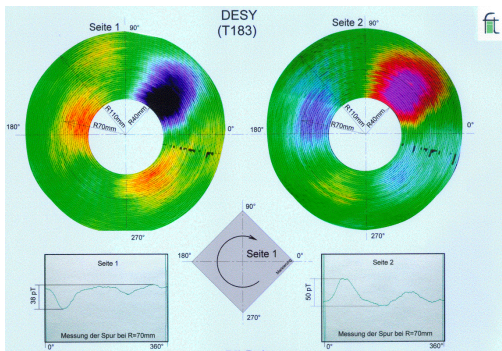 DESY
(T183)
fit
Seite 1
90°
R110mm
R40mm
R70mm
180°
0°
270°
Seite 2
90°
R110mm
R40mm
R70mm
180°
0°
270°
90°
180°
Seite 1
0°
270°
Seite 1
38 pT
Messung der Spur bei R=70mm
0°
360°
Seite 2
50 pT
Messung der Spur bei R=70mm
0°
360°